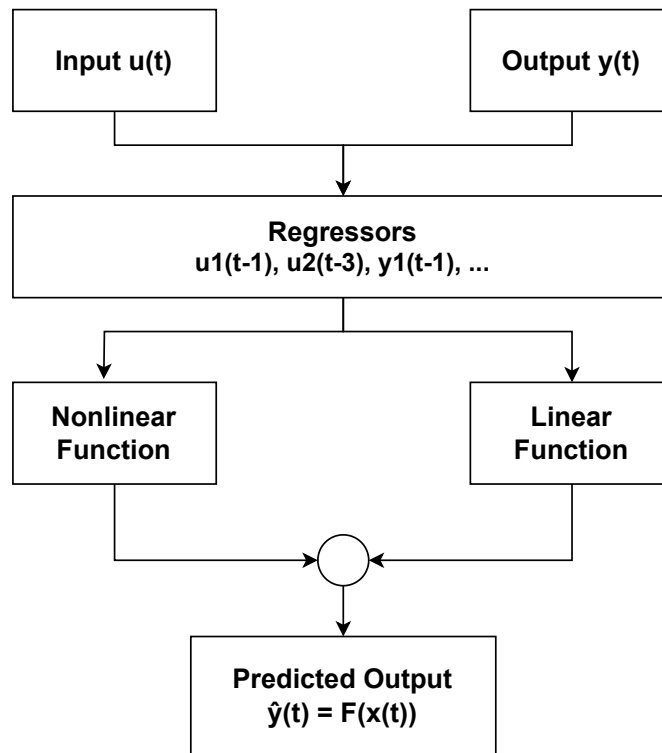 Input u(t)
Output y(t)
Regressors
u1(t-1), u2(t-3), y1(t-1), ...
Nonlinear
Function
Linear
Function
Predicted Output
ŷ(t) = F(x(t))